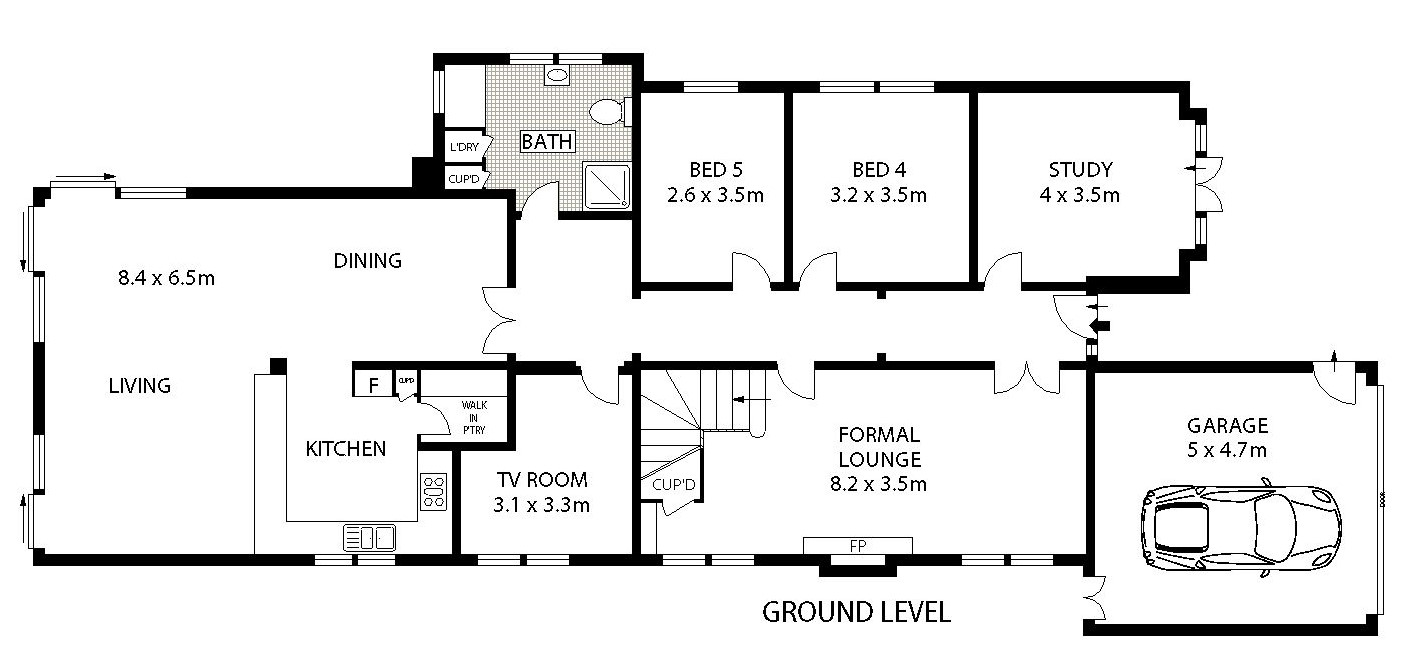 BATH
L'DRY
CUP'D
BED 5
2.6 x 3.5m
BED 4
3.2 x 3.5m
STUDY
4 x 3.5m
DINING
8.4 x 6.5m
LIVING
F
CUP'D
WALK
IN
P'TRY
KITCHEN
TV ROOM
3.1 x 3.3m
CUP'D
FORMAL
LOUNGE
8.2 x 3.5m
FP
GARAGE
5 x 4.7m
DOOR
GROUND LEVEL